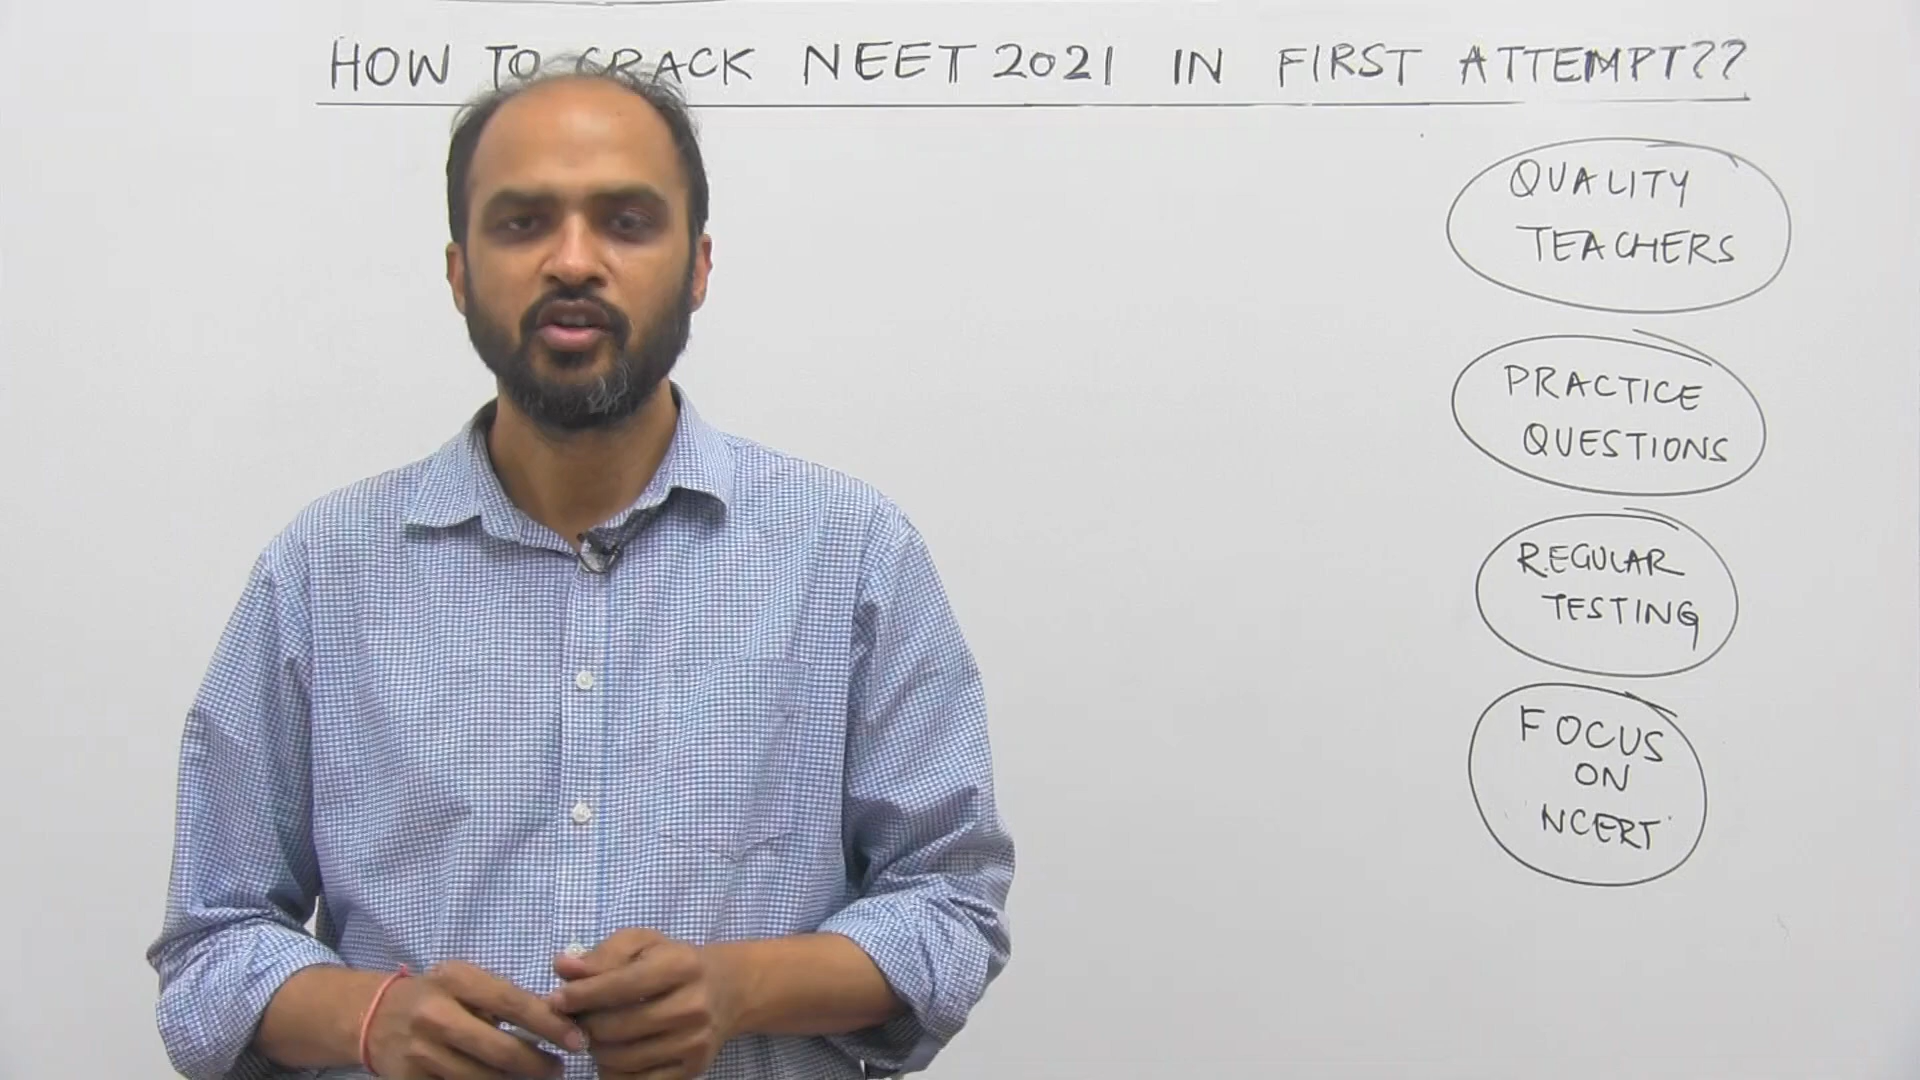 HOW TO CRACK NEET 2021 IN FIRST ATTEMPT??
QUALITY
TEACHERS
PRACTICE
QUESTIONS
REGULAR
TESTING
FOCUS
ON
NCERT